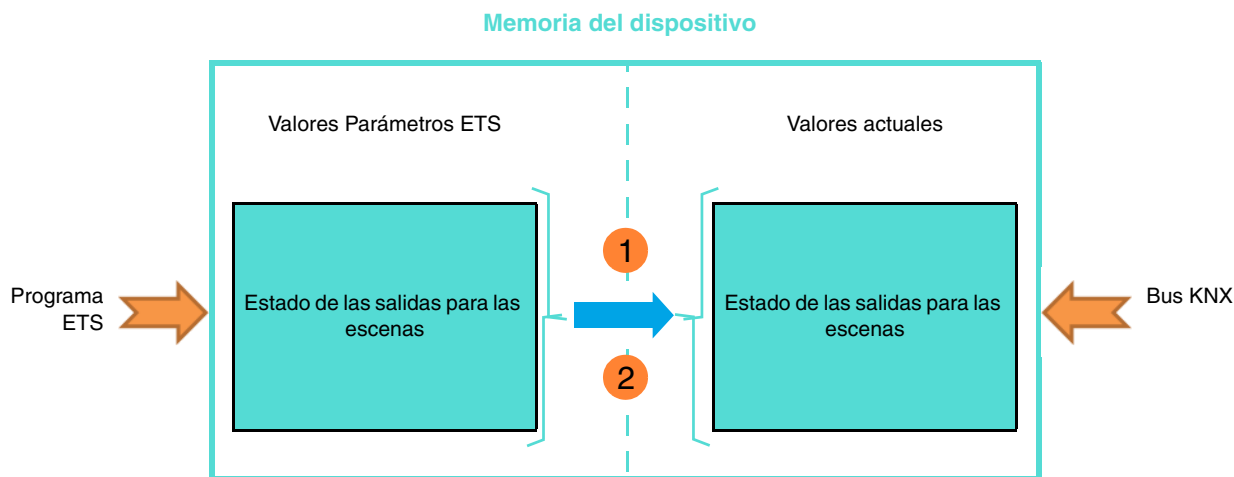 Memoria del dispositivo
Valores Parámetros ETS
Valores actuales
1
Programa
ETS
Estado de las salidas para las
escenas
Estado de las salidas para las
escenas
Bus KNX
2